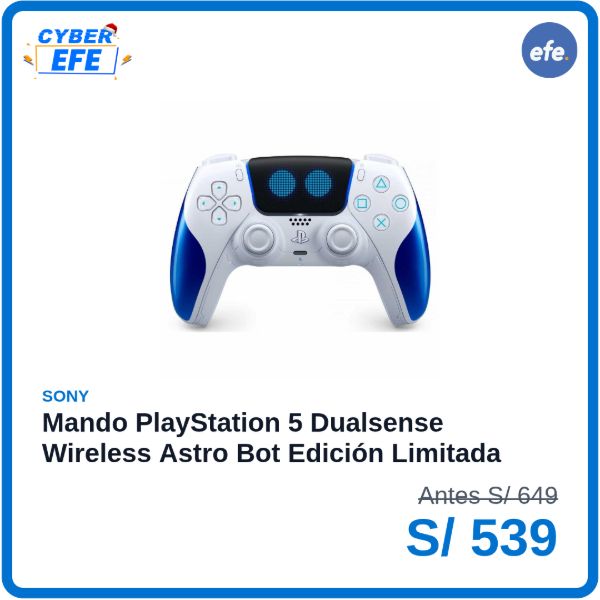 CYBER
EFE
efe.
SONY
Mando PlayStation 5 Dualsense
Wireless Astro Bot Edición Limitada
Antes S/ 649
S/ 539